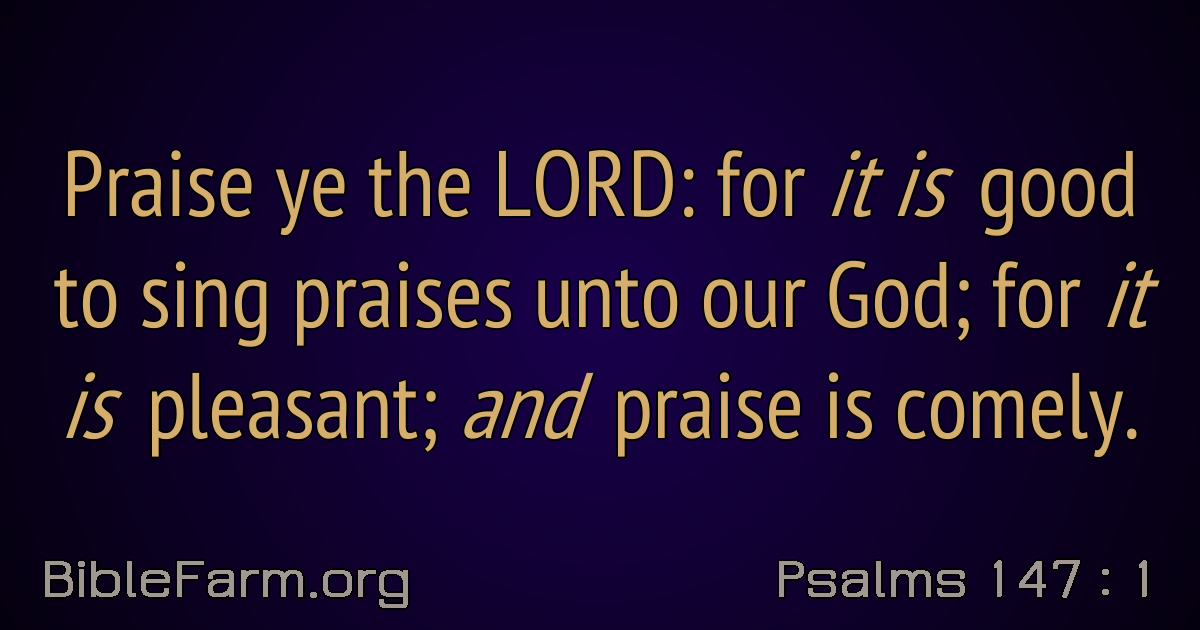 Praise ye the LORD: for it is good
to sing praises unto our God; for it
is pleasant; and praise is comely.
BibleFarm.org
Psalms 147 : 1